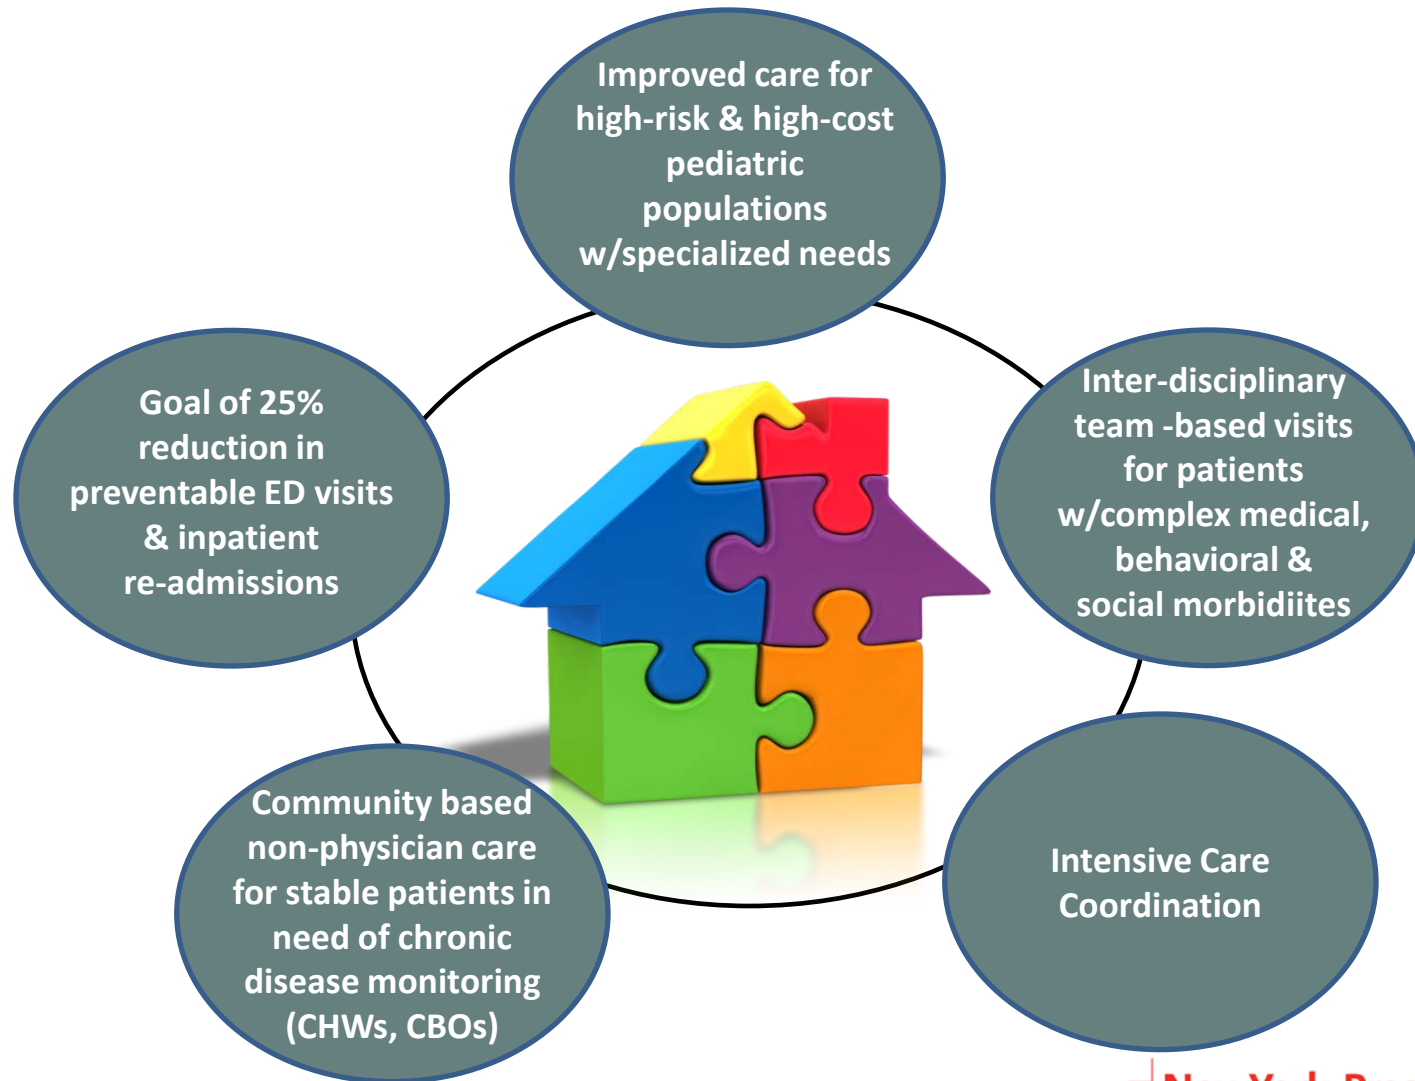 Improved care for
high-risk & high-cost
pediatric
populations
w/specialized needs
Inter-disciplinary
team -based visits
for patients
w/complex medical,
behavioral &
social morbidiites
Intensive Care
Coordination
Community based
non-physician care
for stable patients in
need of chronic
disease monitoring
(CHWs, CBOs)
Goal of 25%
reduction in
preventable ED visits
& inpatient
re-admissions